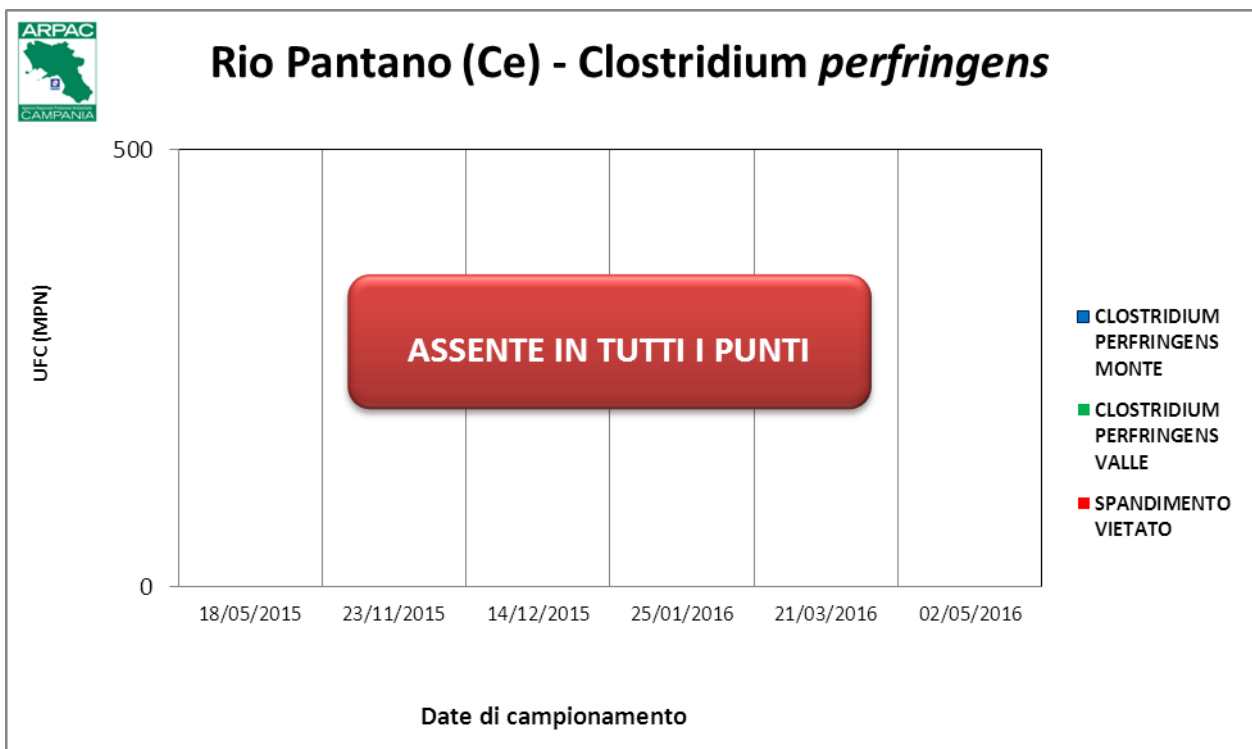 ARPAC
CAMPANIA
Rio Pantano (Ce) - Clostridium perfringens
500
UFC (MPN)
ASSENTE IN TUTTI I PUNTI
0
18/05/2015 23/11/2015 14/12/2015 25/01/2016 21/03/2016 02/05/2016
Date di campionamento
CLOSTRIDIUM
PERFRINGENS
MONTE
CLOSTRIDIUM
PERFRINGENS
VALLE
SPANDIMENTO
VIETATO